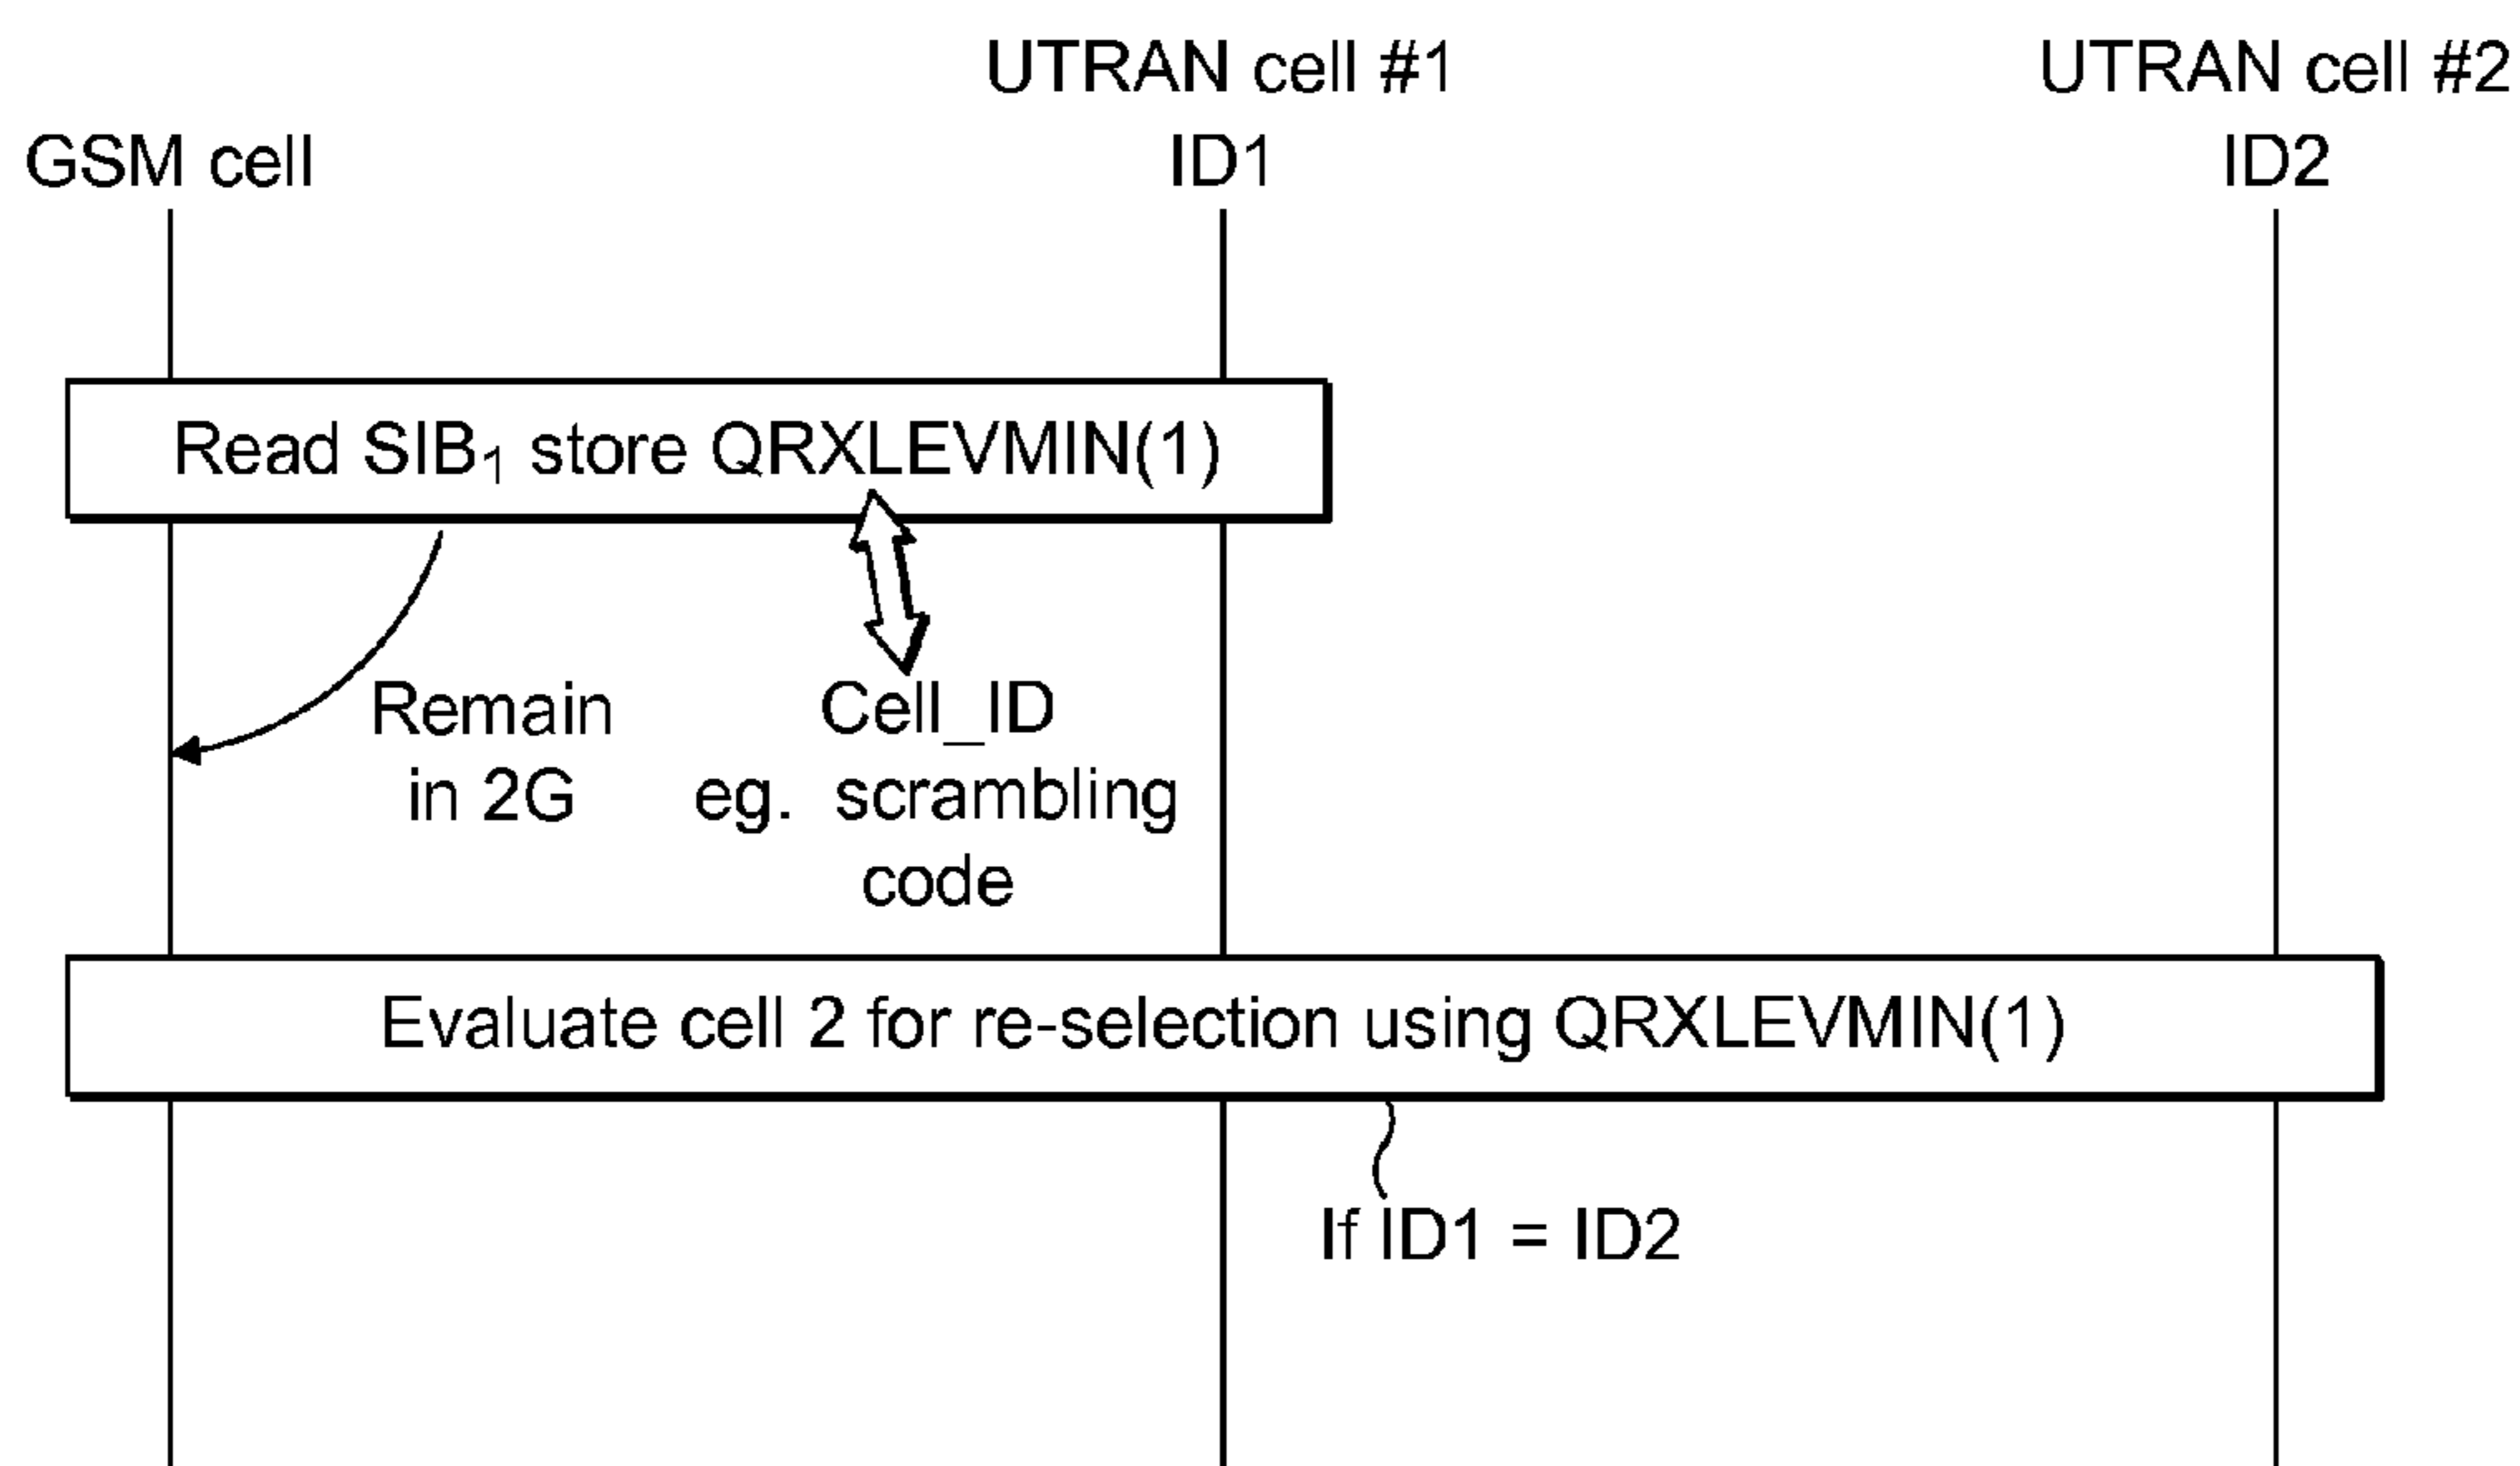 UTRAN cell #1
UTRAN cell #2
GSM cell
ID1
ID2
Read SIB₁ store QRXLEVMIN(1)
Remain
in 2G
Cell_ID
eg. scrambling
code
Evaluate cell 2 for re-selection using QRXLEVMIN(1)
If ID1 = ID2